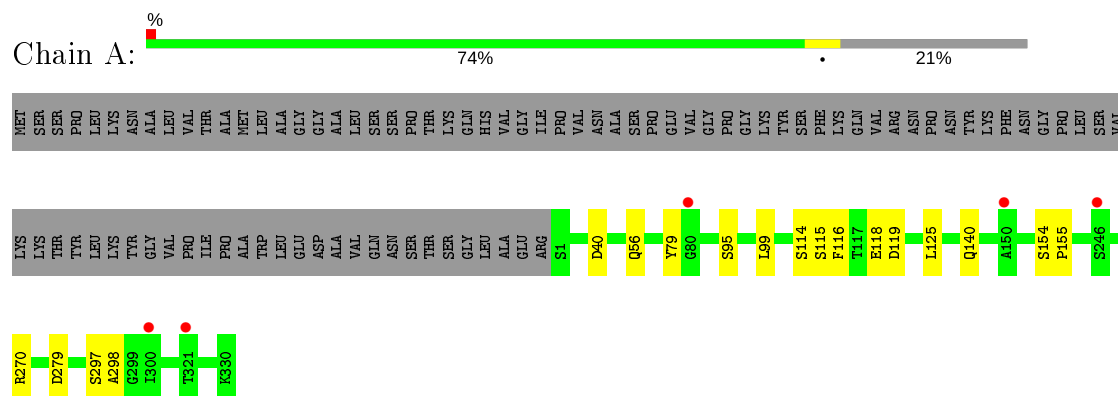 %
Chain A:
74% • 21%
MET SER SER PRO LEU LYS ASN ALA LEU VAL THR ALA MET LEU ALA GLY GLY ALA LEU SER SER PRO THR LYS GLN HIS VAL GLY ILE PRO VAL ASN ALA SER PRO GLU VAL GLY PRO GLY LYS TYR SER PHE LYS GLN VAL ARG ASN PRO ASN TYR LYS PHE ASN GLY PRO LEU SER VAL
LYS LYS THR TYR LEU LYS TYR GLY VAL PRO ILE PRO ALA TRP LEU GLU ASP ALA VAL GLN ASN SER THR SER GLY LEU ALA GLU ARG S1 D40 Q56 Y79 G80 S95 L99 S114 S115 F116 T117 E118 D119 L125 Q140 A150 S154 P155 S246
R270 D279 S297 A298 G299 I300 T321 K330